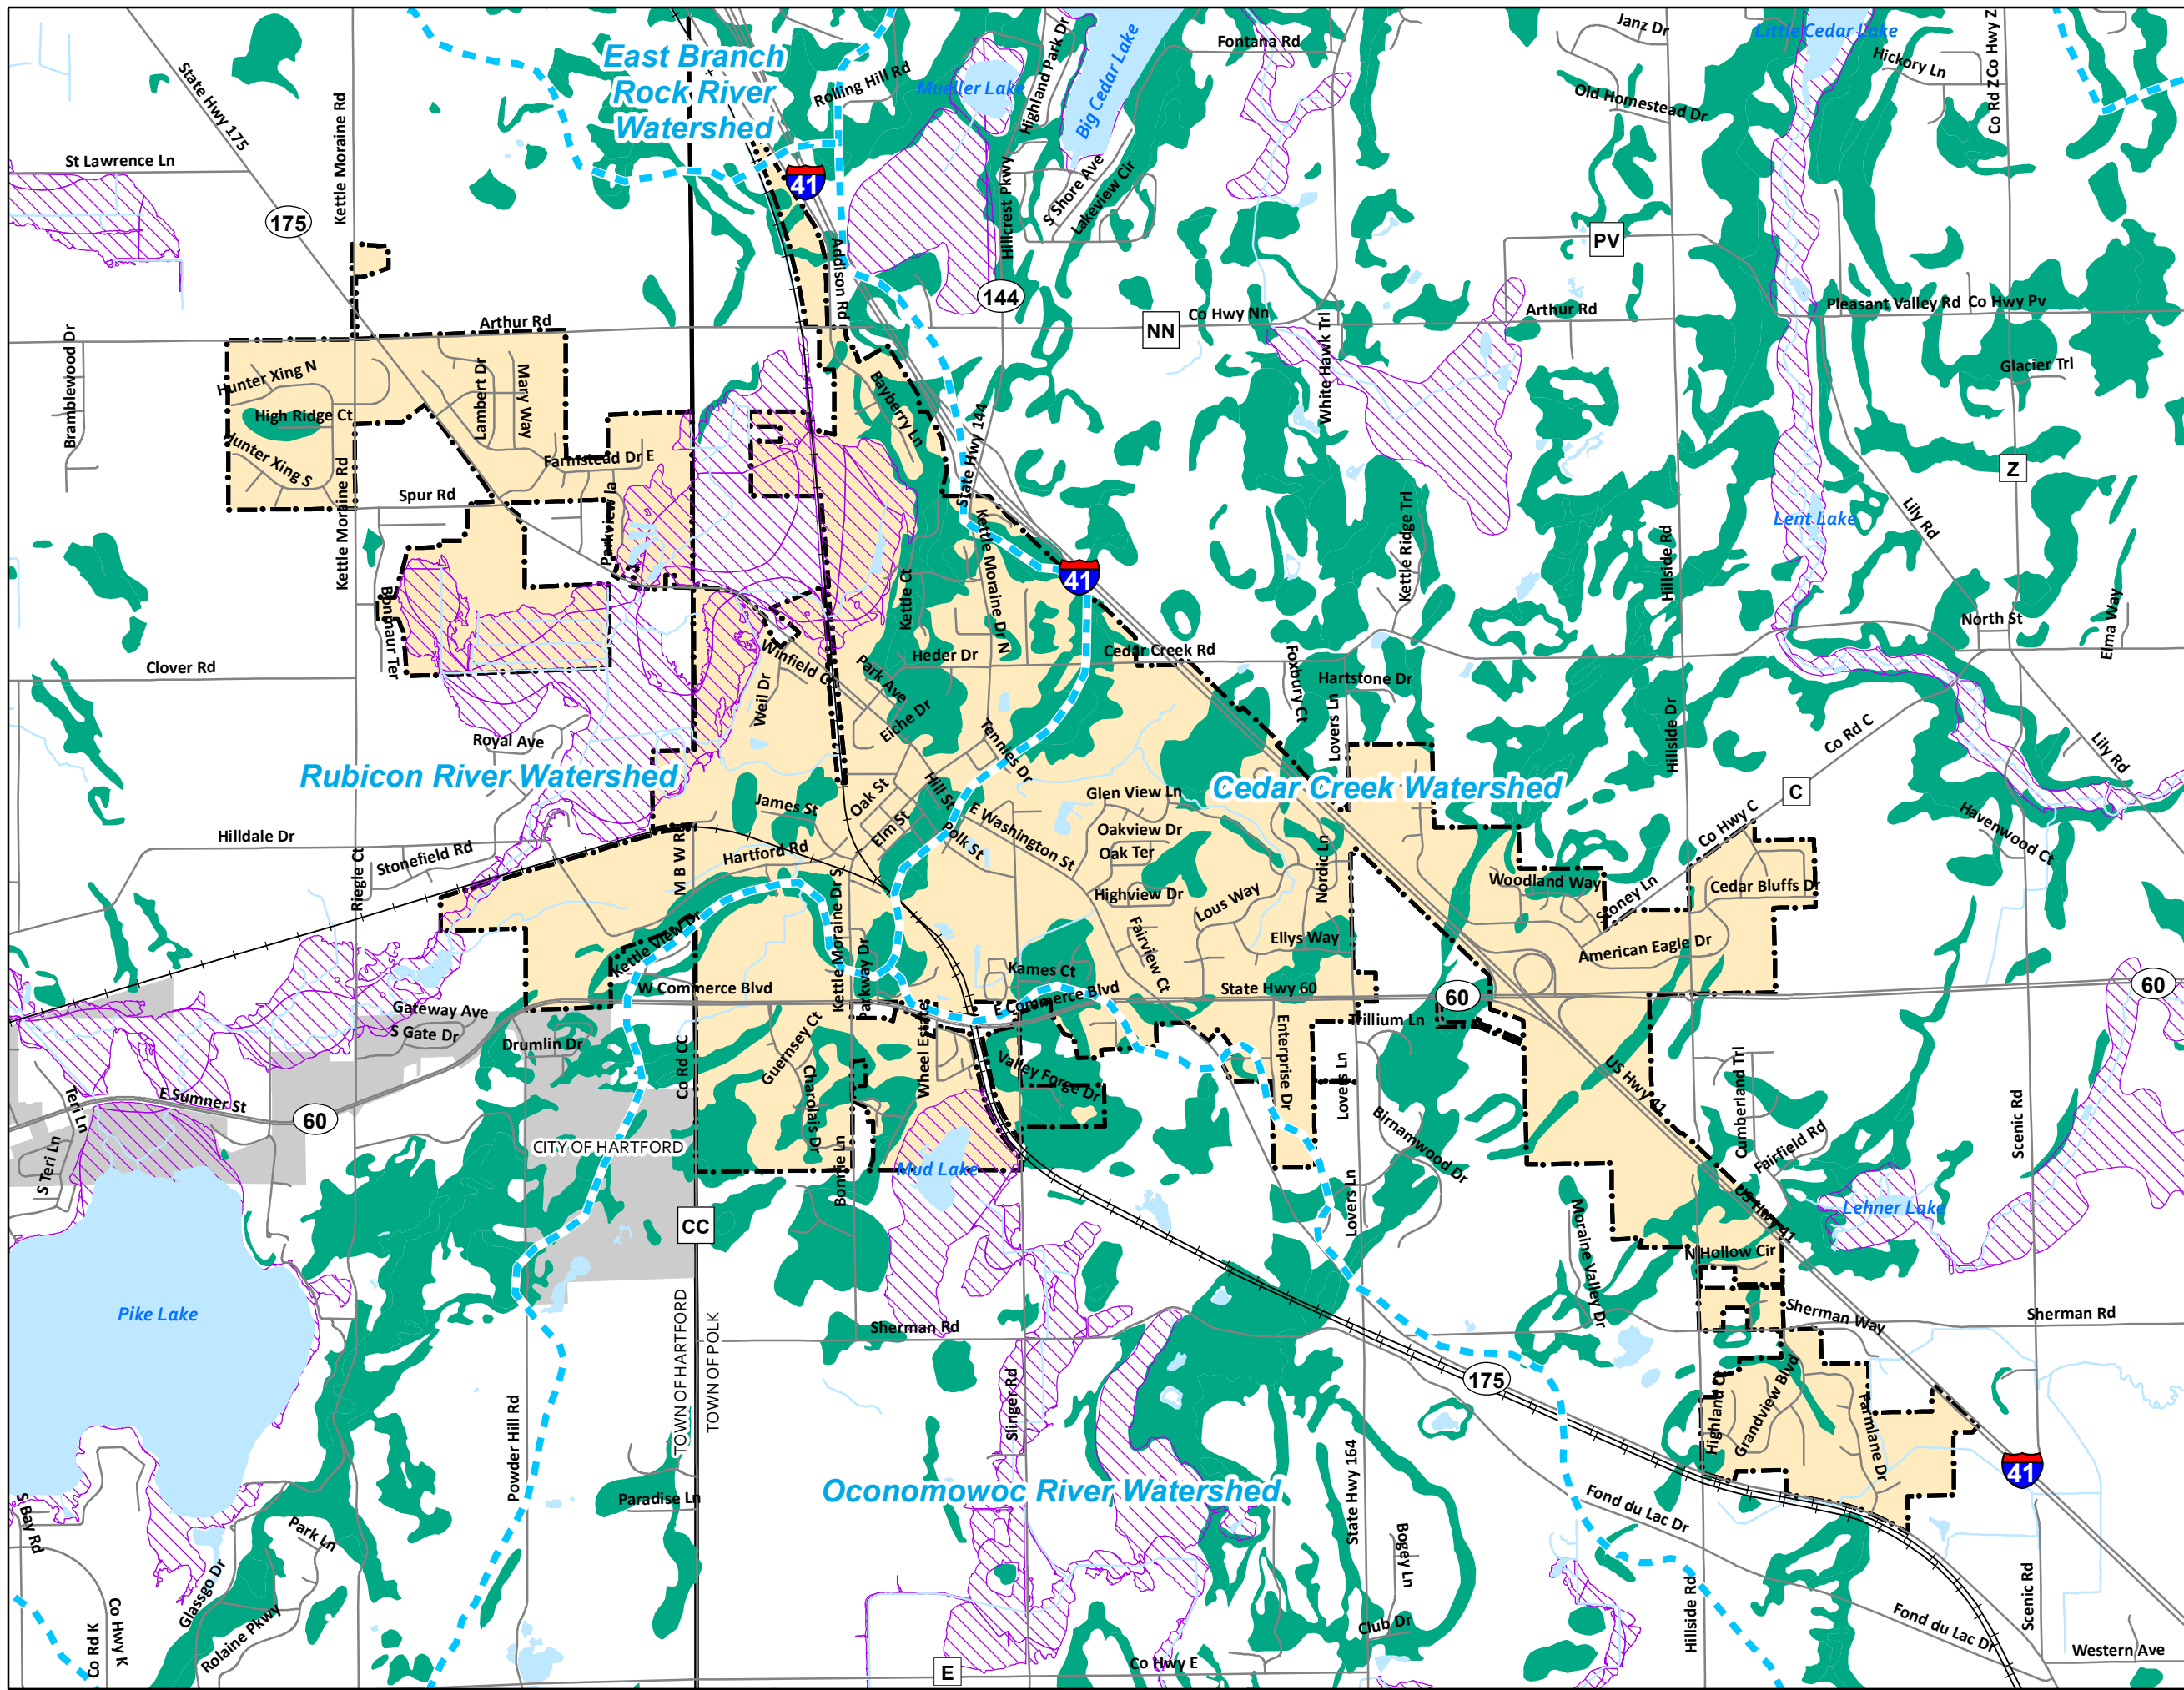 East Branch
Rock River
Watershed
Rolling Hill Rd
Mueller Lake
Highland Park Dr
Big Cedar Lake
Fontana Rd
Janz Dr
Little Cedar Lake
Hickory Ln
Co Rd Z
Co Hwy Z
Old Homestead Dr
State Hwy 175
Kettle Moraine Rd
St Lawrence Ln
175
41
Hillcrest Pkwy
S Shore Ave
Lakeview Cir
Addison Rd
144
PV
NN
Co Hwy Nn
Arthur Rd
Pleasant Valley Rd
Co Hwy Pv
Arthur Rd
White Hawk Trl
Glacier Trl
Bramblewood Dr
Hunter Xing N
High Ridge Ct
Hunter Xing S
Lambert Dr
Mary Way
Bayberry Ln
State Hwy 144
Farmstead Dr E
Kettle Moraine Rd
Spur Rd
Parkview la
Z
Lent Lake
Lily Rd
Kettle Ridge Trl
Hillside Rd
Kettle Moraine Dr N
41
Kettle Ct
Bonnaur Ter
North St
Elma Way
Clover Rd
Winfield C
Park Ave
Heder Dr
Cedar Creek Rd
Foxbury Ct
Hartstone Dr
Lovers Ln
Hillside Dr
Weil Dr
Eiche Dr
Tennies Dr
Royal Ave
Co Rd C
Lily Rd
Rubicon River Watershed
Cedar Creek Watershed
C
James St
Oak St
Hill St
Glen View Ln
Elm St
Polk St
E Washington St
Oakview Dr
Oak Ter
Co Hwy C
Havenwood Ct
Hilldale Dr
Stonefield Rd
Riegle Ct
M B W Rd
Hartford Rd
Highview Dr
Lous Way
Nordic Ln
Woodland Way
Stoney Ln
Cedar Bluffs Dr
Kettle View Dr
Kettle Moraine Dr S
Parkway Dr
Fairview Ct
Ellys Way
American Eagle Dr
Kames Ct
W Commerce Blvd
E Commerce Blvd
State Hwy 60
60
60
Gateway Ave
S Gate Dr
Drumlin Dr
Guernsey Ct
Charolais Dr
Wheel Estate
Valley Forge Dr
Enterprise Dr
Trillium Ln
Lovers Ln
US Hwy 41
Cumberland Trl
Fairfield Rd
Scenic Rd
Teri Ln
S Teri Ln
E Sumner St
60
Co Rd CC
CITY OF HARTFORD
Birnamwood Dr
Mud Lake
Bonnie Ln
CC
Lovers Ln
Moraine Valley Dr
US Hwy 41
Lehner Lake
N Hollow Cir
Pike Lake
TOWN OF HARTFORD
TOWN OF POLK
Sherman Rd
Sherman Way
Sherman Rd
175
Slinger Rd
Powder Hill Rd
Highland Ct
Grandview Blvd
Farmlane Dr
41
Oconomowoc River Watershed
State Hwy 164
Paradise Ln
S Bay Rd
Park Ln
Fond du Lac Dr
Bogey Ln
Glassgo Dr
Co Rd K
Co Hwy K
Rolaine Pkwy
Club Dr
Hillside Rd
Scenic Rd
Fond du Lac Dr
Western Ave
E
Co Hwy E